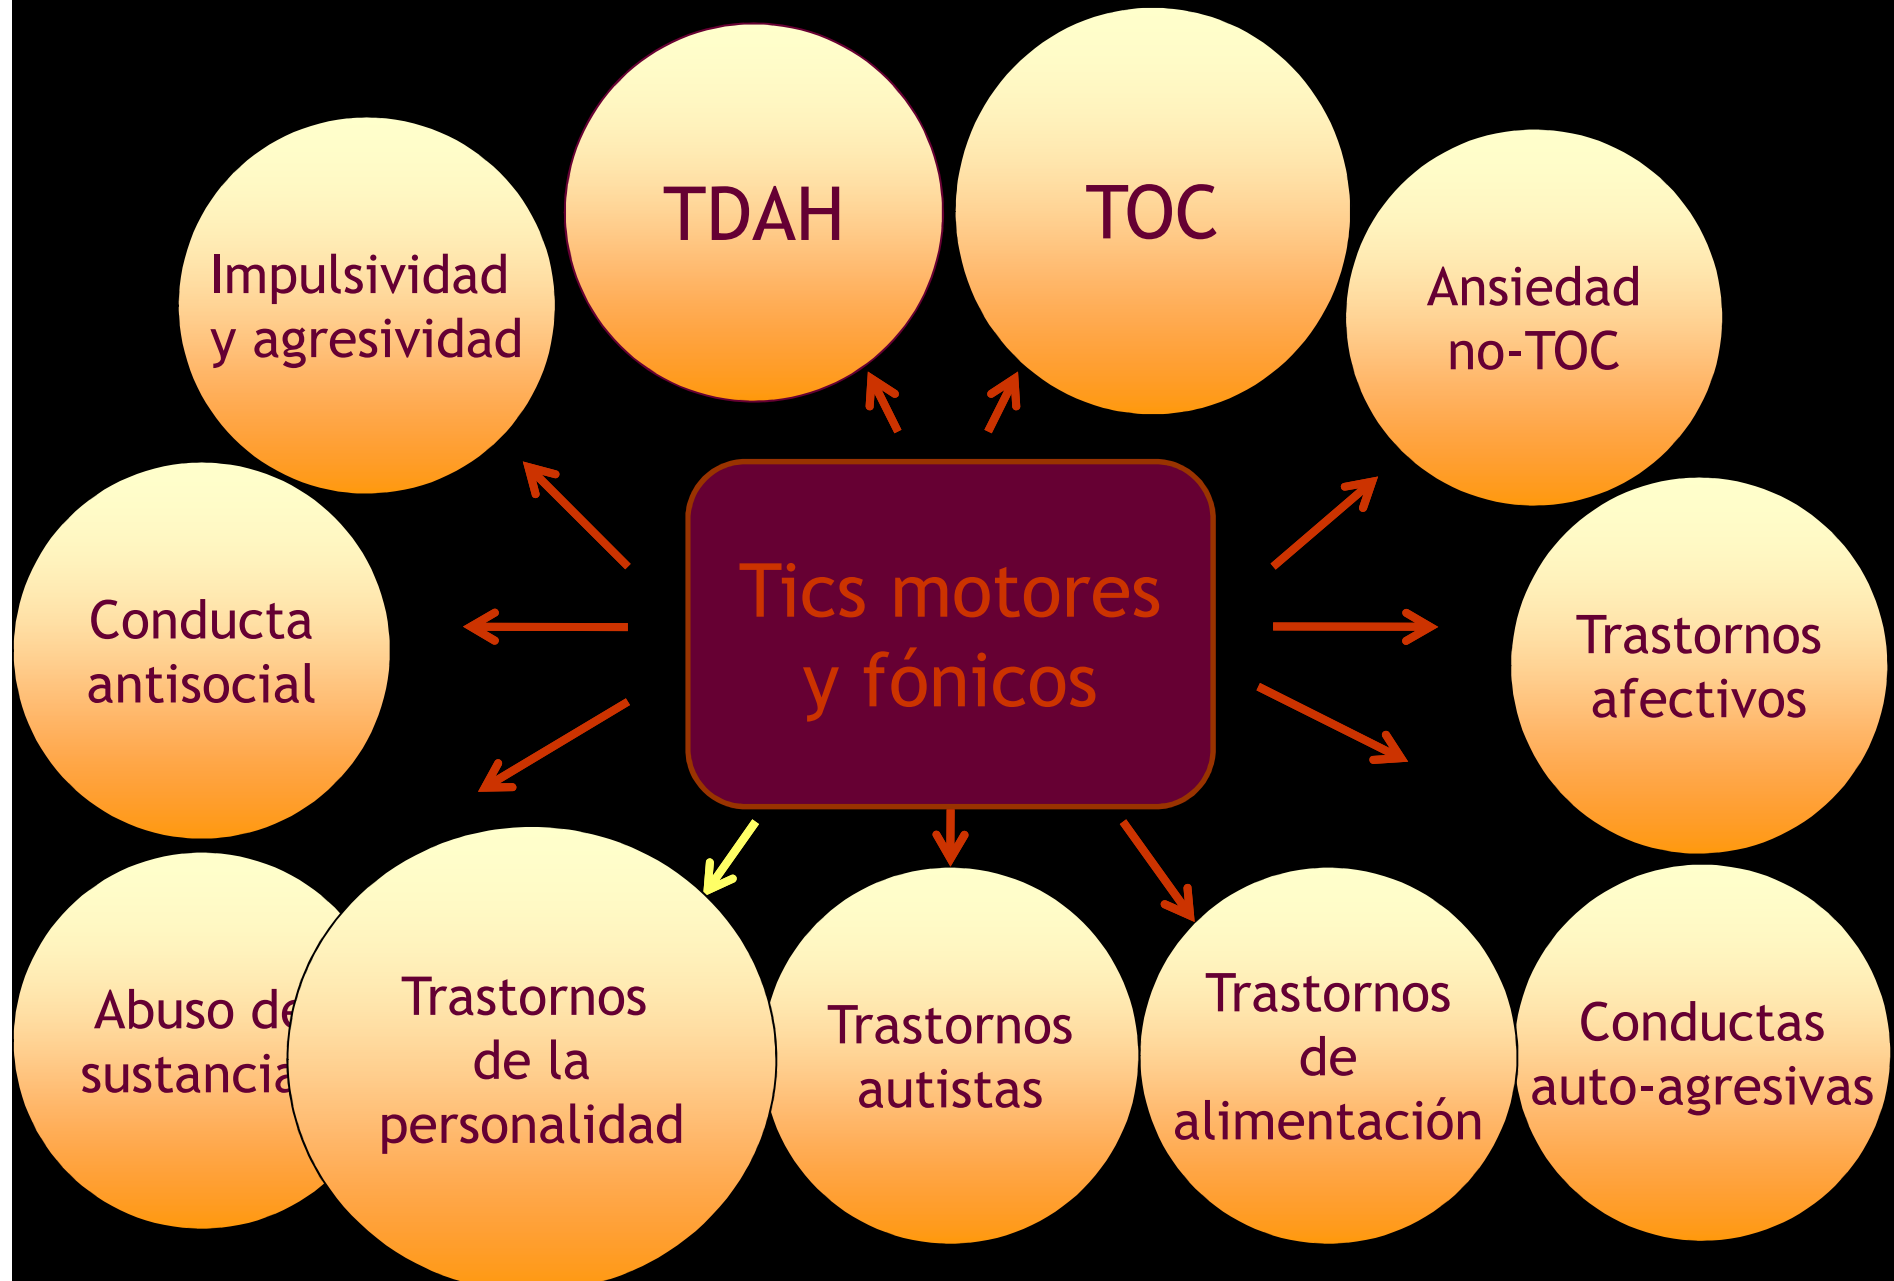 TDAH
TOC
Impulsividad
y agresividad
Ansiedad
no-TOC
Conducta
antisocial
Tics motores
y fónicos
Trastornos
afectivos
Abuso de
sustancia
Trastornos
de la
personalidad
Trastornos
autistas
Trastornos
de
alimentación
Conductas
auto-agresivas